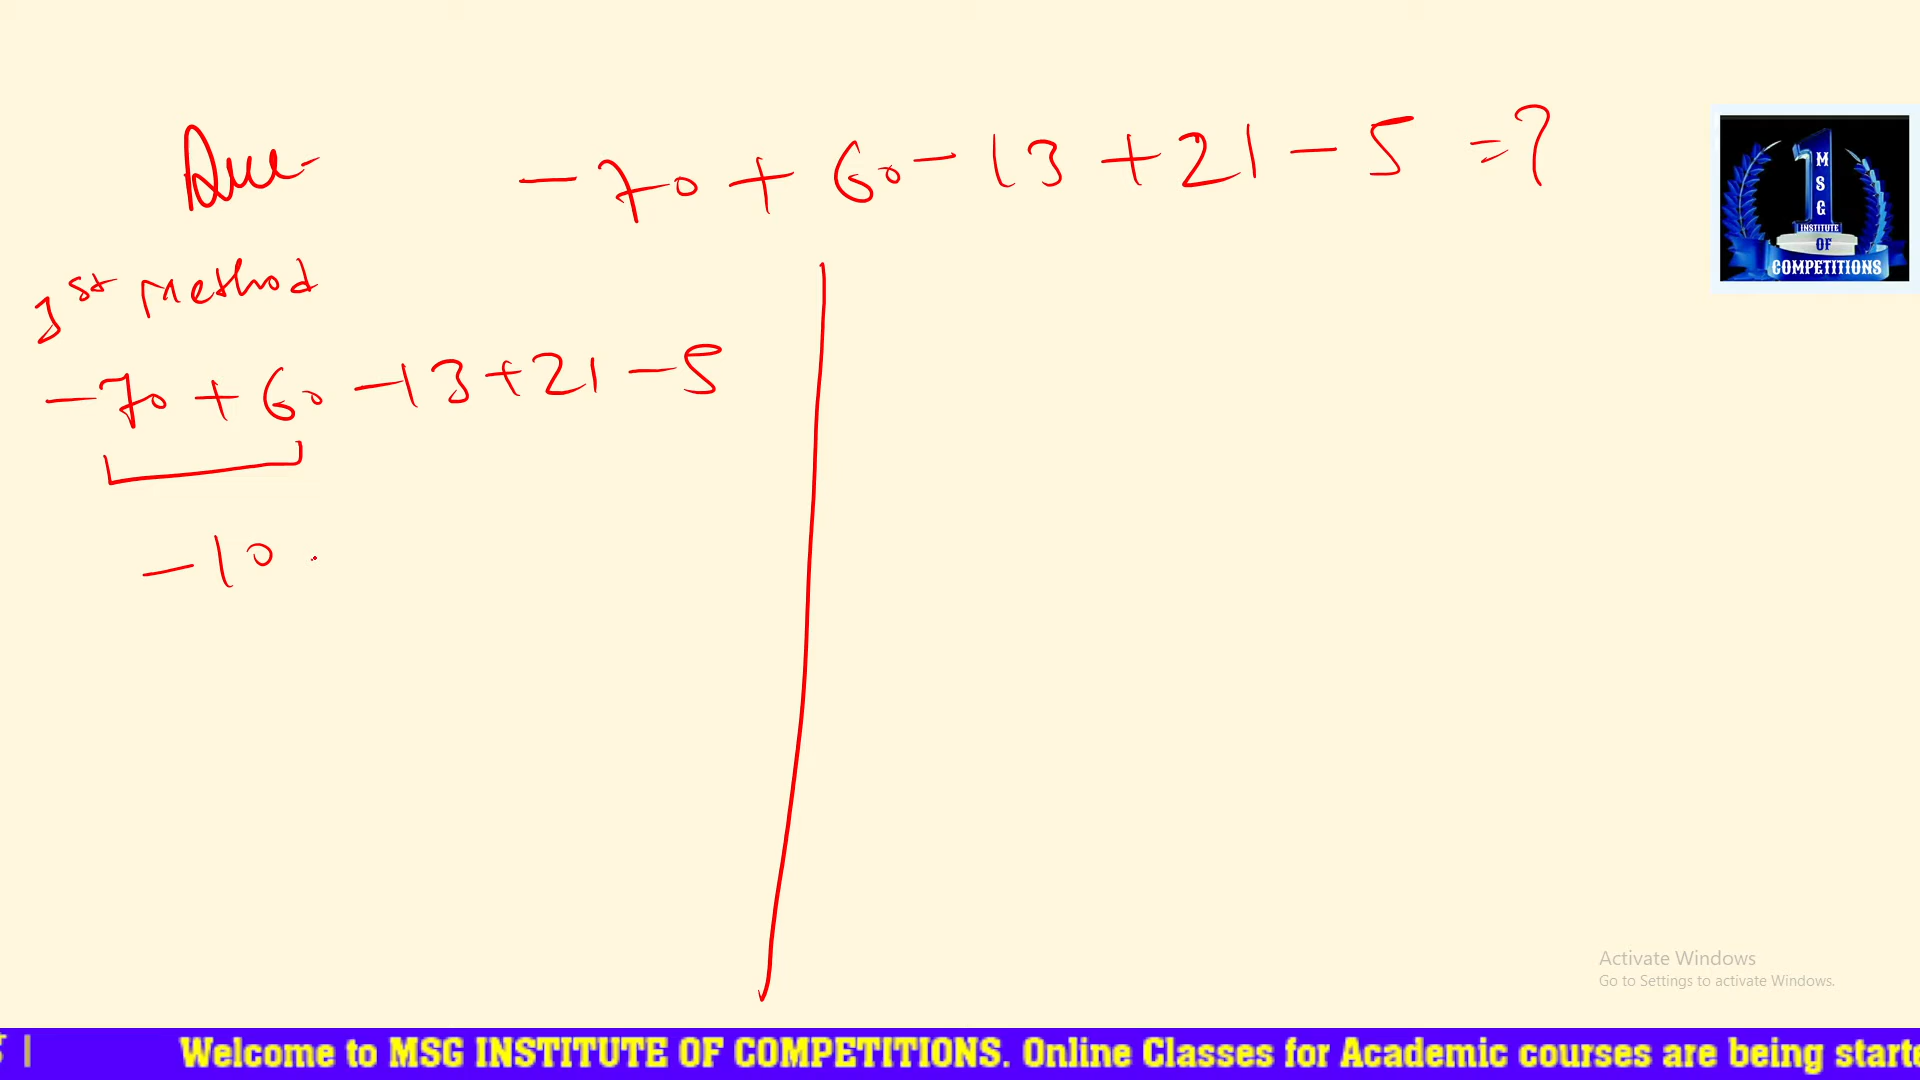 Que - 70 + 60 - 13 + 21 - 5 = ?
1st Method
- 70 + 60 - 13 + 21 - 5
- 10
1
M
S
G
INSTITUTE
OF
COMPETITIONS
Activate Windows
Go to Settings to activate Windows.
| Welcome to MSG INSTITUTE OF COMPETITIONS. Online Classes for Academic courses are being starte